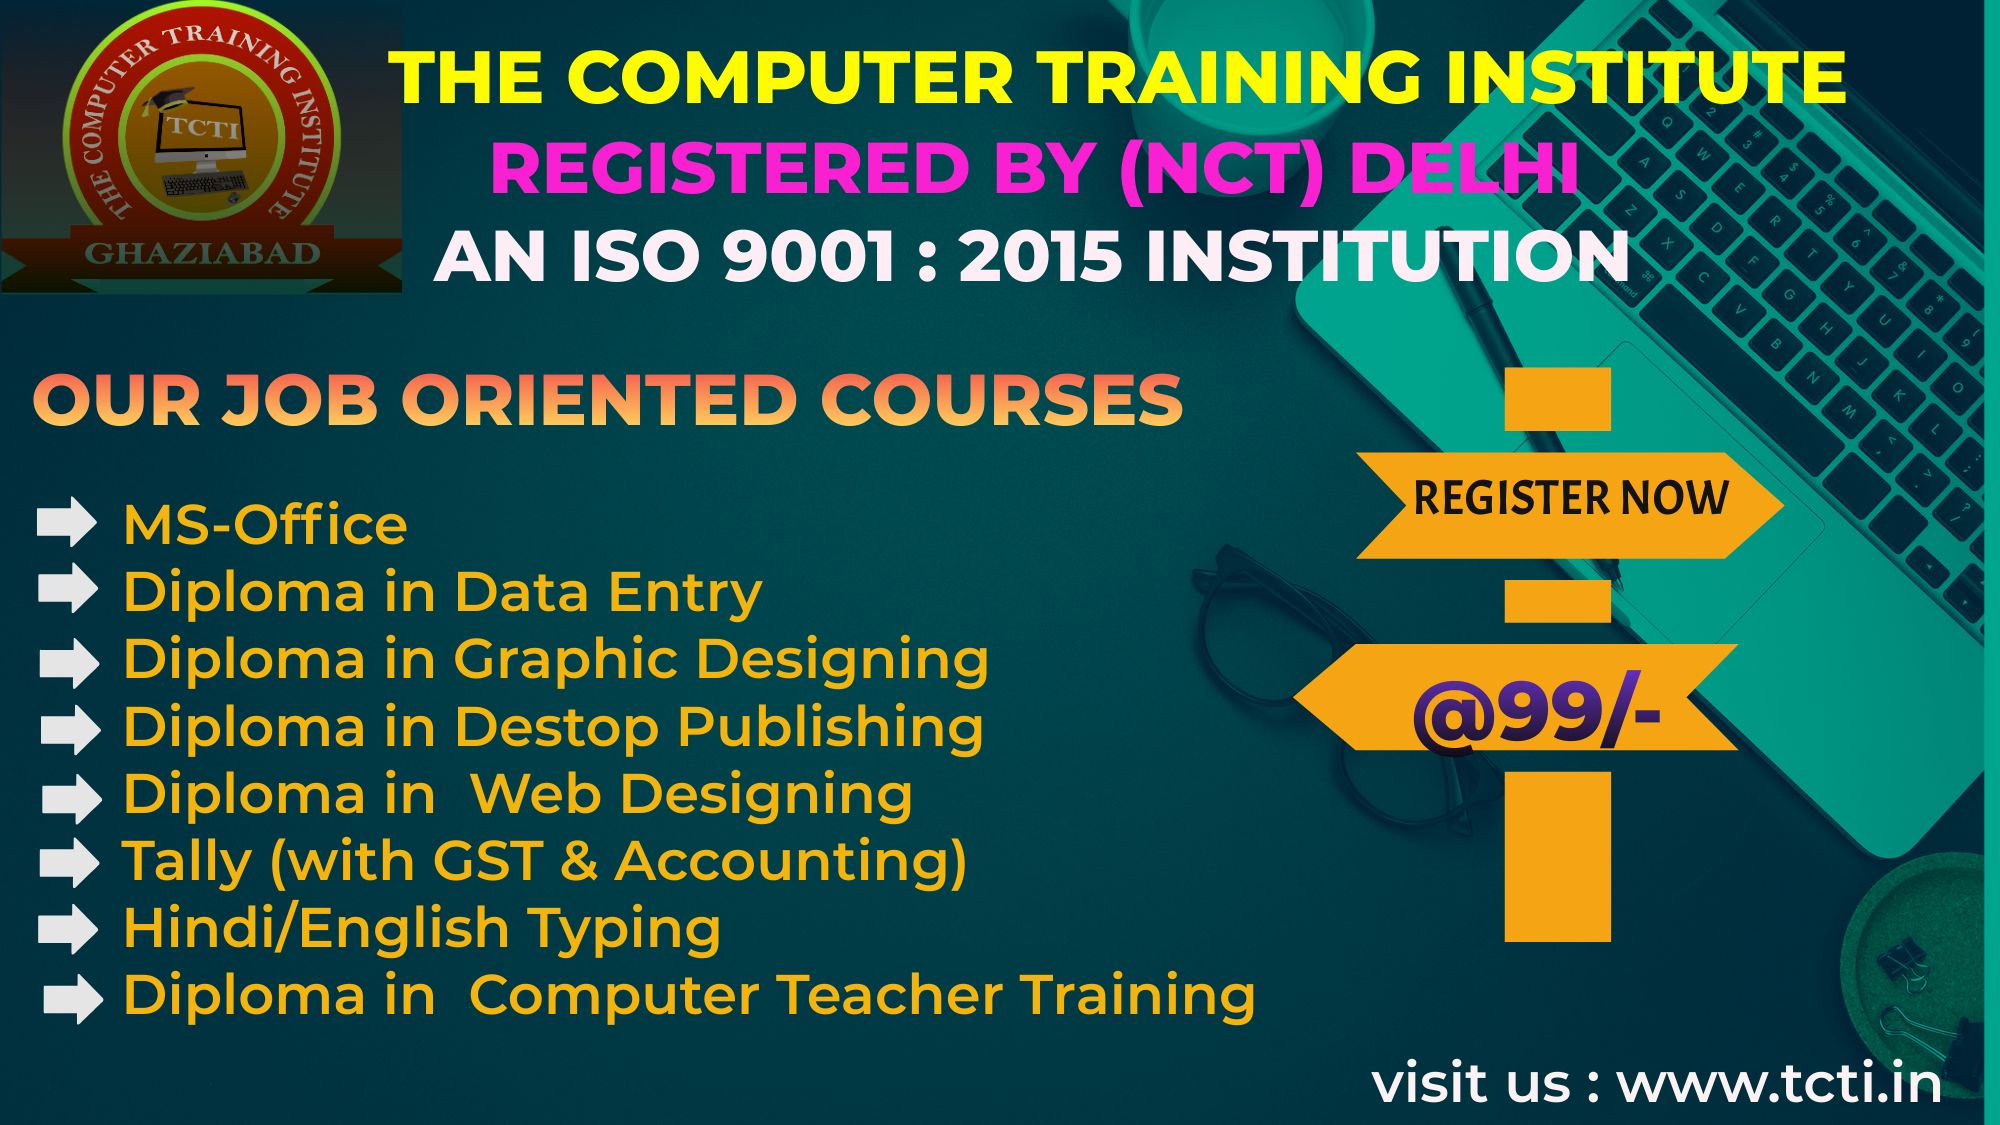 THE COMPUTER TRAINING INSTITUTE
TCTI
GHAZIABAD
THE COMPUTER TRAINING INSTITUTE
REGISTERED BY (NCT) DELHI
AN ISO 9001 : 2015 INSTITUTION
OUR JOB ORIENTED COURSES
MS-Office
Diploma in Data Entry
Diploma in Graphic Designing
Diploma in Destop Publishing
Diploma in Web Designing
Tally (with GST & Accounting)
Hindi/English Typing
Diploma in Computer Teacher Training
REGISTER NOW
@99/-
visit us : www.tcti.in